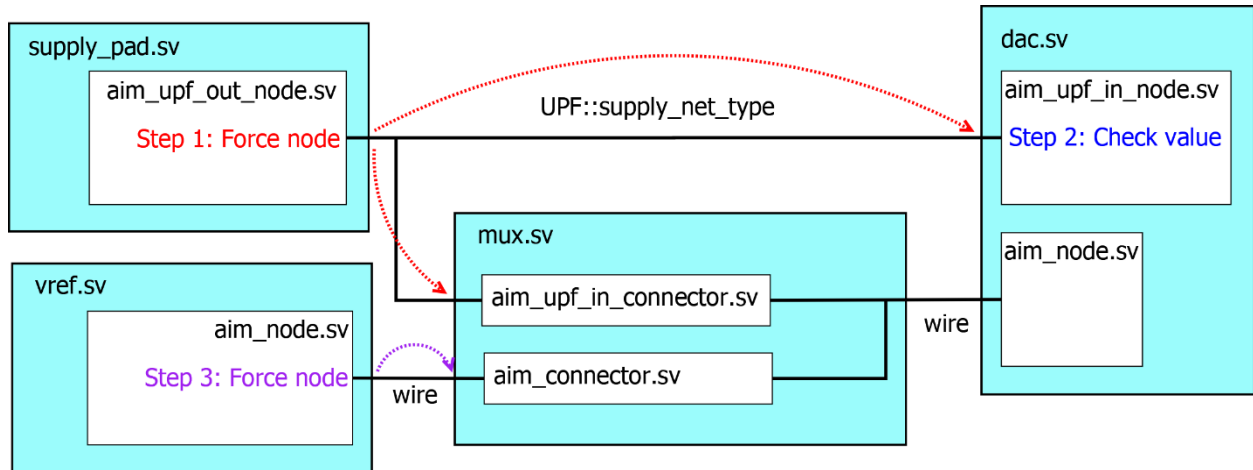 supply_pad.sv
aim_upf_out_node.sv
Step 1: Force node
UPF::supply_net_type
dac.sv
aim_upf_in_node.sv
Step 2: Check value
aim_node.sv
mux.sv
aim_upf_in_connector.sv
aim_connector.sv
wire
vref.sv
aim_node.sv
Step 3: Force node
wire